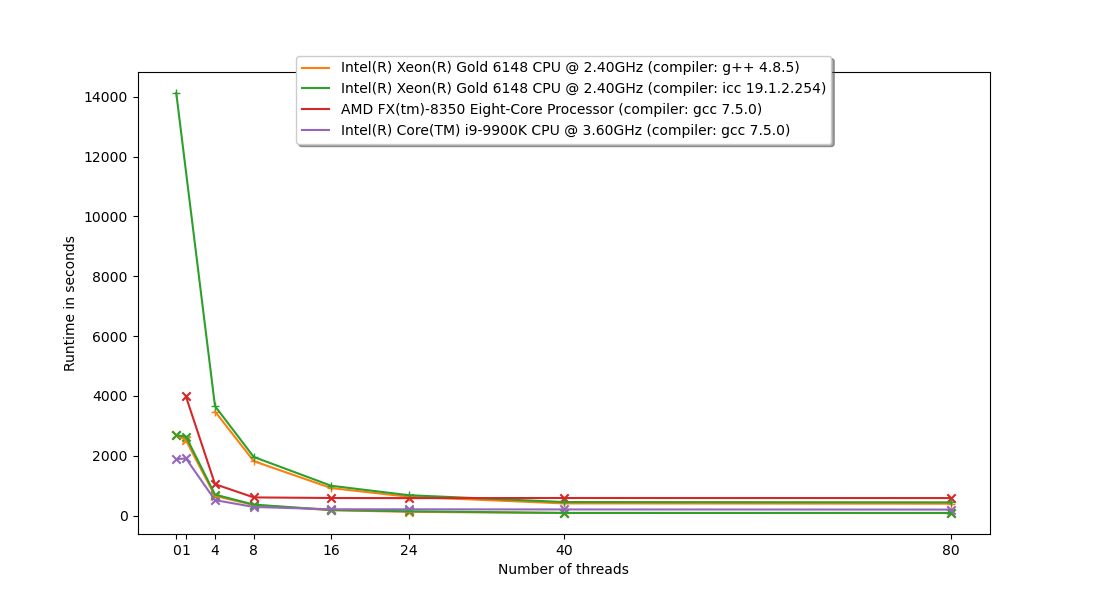 Intel(R) Xeon(R) Gold 6148 CPU @ 2.40GHz (compiler: g++ 4.8.5)
Intel(R) Xeon(R) Gold 6148 CPU @ 2.40GHz (compiler: icc 19.1.2.254)
AMD FX(tm)-8350 Eight-Core Processor (compiler: gcc 7.5.0)
Intel(R) Core(TM) i9-9900K CPU @ 3.60GHz (compiler: gcc 7.5.0)
14000
12000
10000
8000
6000
4000
2000
0
Runtime in seconds
0 1 4 8 16 24 40 80
Number of threads